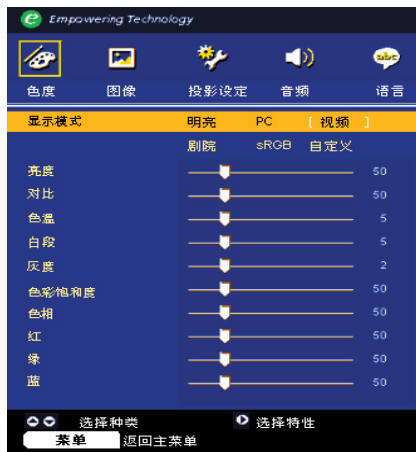 Empowering Technology
abc
色度 图像 投影设定 音频 语言
显示模式 明亮 PC [ 视频 ]
剧院 sRGB 自定义
亮度 50
对比 50
色温 5
白段 5
灰度 2
色彩饱和度 50
色相 50
红 50
绿 50
蓝 50
选择种类 选择特性
菜单 返回主菜单